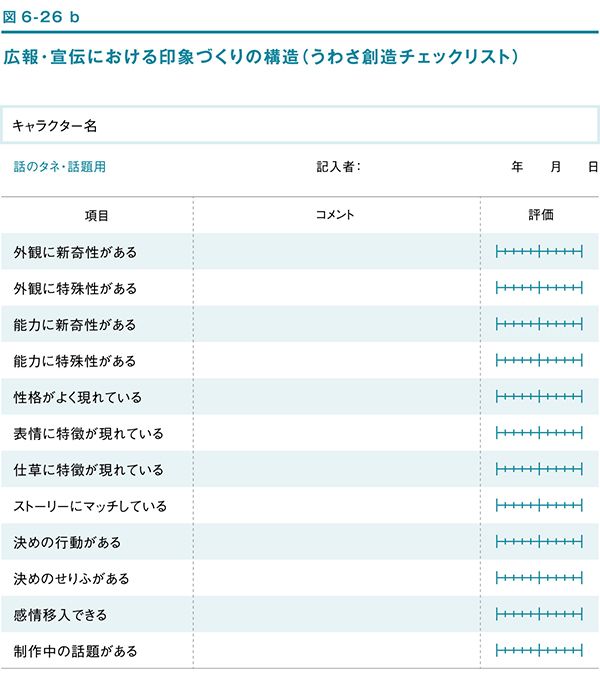 図6-26 b
広報・宣伝における印象づくりの構造（うわさ創造チェックリスト）
キャラクター名
話のタネ・話題用 記入者： 年 月 日
項目 コメント 評価
外観に新奇性がある
外観に特殊性がある
能力に新奇性がある
能力に特殊性がある
性格がよく現れている
表情に特徴が現れている
仕草に特徴が現れている
ストーリーにマッチしている
決めの行動がある
決めのせりふがある
感情移入できる
制作中の話題がある